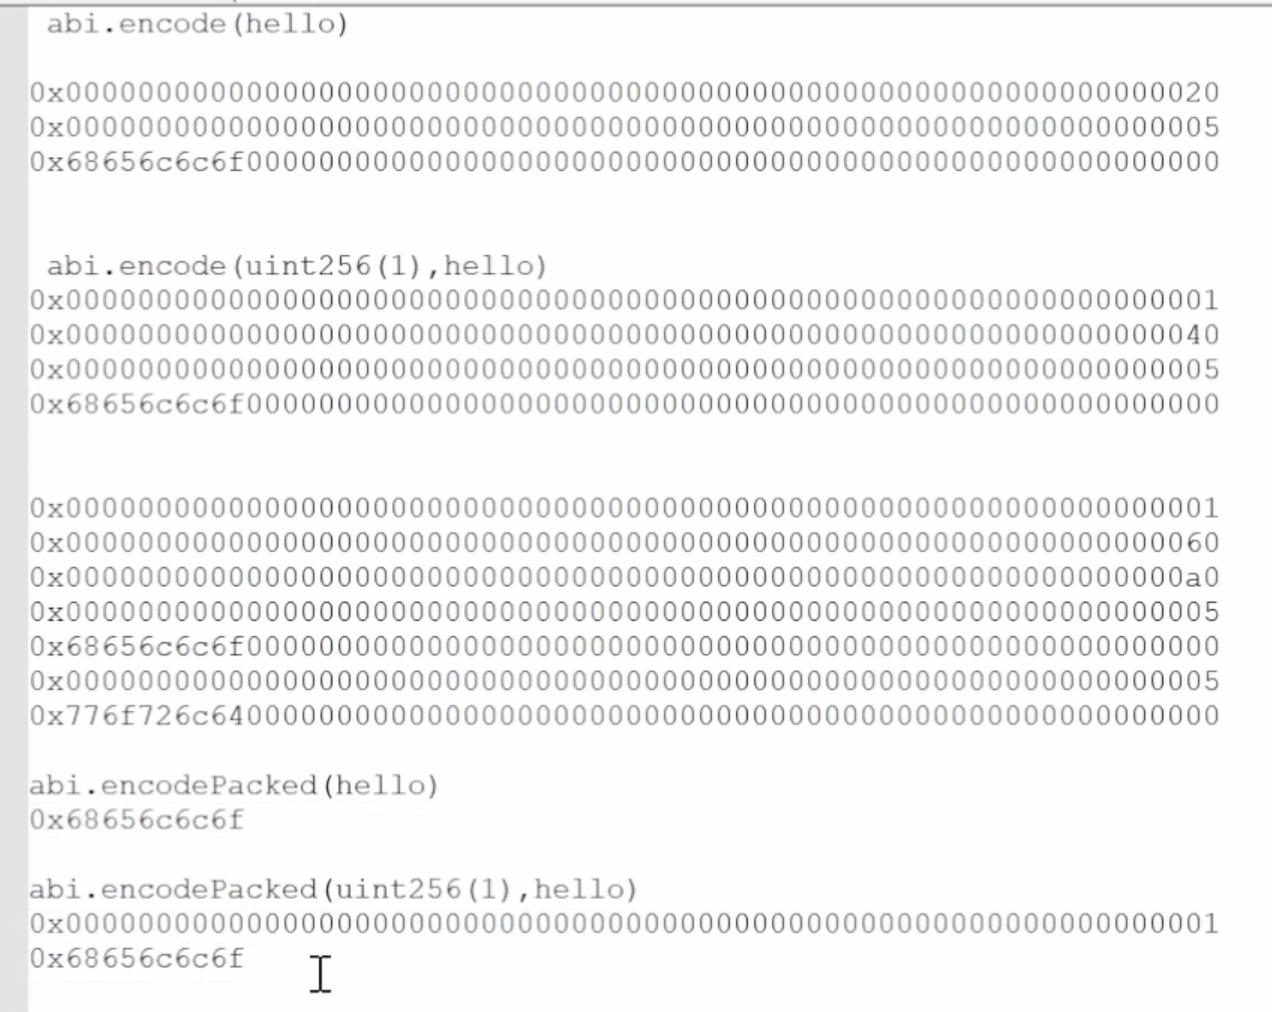 abi.encode(hello)
0x0000000000000000000000000000000000000000000000000000000000000020
0x0000000000000000000000000000000000000000000000000000000000000005
0x68656c6c6f000000000000000000000000000000000000000000000000000000
abi.encode(uint256(1),hello)
0x0000000000000000000000000000000000000000000000000000000000000001
0x0000000000000000000000000000000000000000000000000000000000000040
0x0000000000000000000000000000000000000000000000000000000000000005
0x68656c6c6f000000000000000000000000000000000000000000000000000000
0x0000000000000000000000000000000000000000000000000000000000000001
0x0000000000000000000000000000000000000000000000000000000000000060
0x00000000000000000000000000000000000000000000000000000000000000a0
0x0000000000000000000000000000000000000000000000000000000000000005
0x68656c6c6f000000000000000000000000000000000000000000000000000000
0x0000000000000000000000000000000000000000000000000000000000000005
0x776f726c64000000000000000000000000000000000000000000000000000000
abi.encodePacked(hello)
0x68656c6c6f
abi.encodePacked(uint256(1),hello)
0x0000000000000000000000000000000000000000000000000000000000000001
0x68656c6c6f